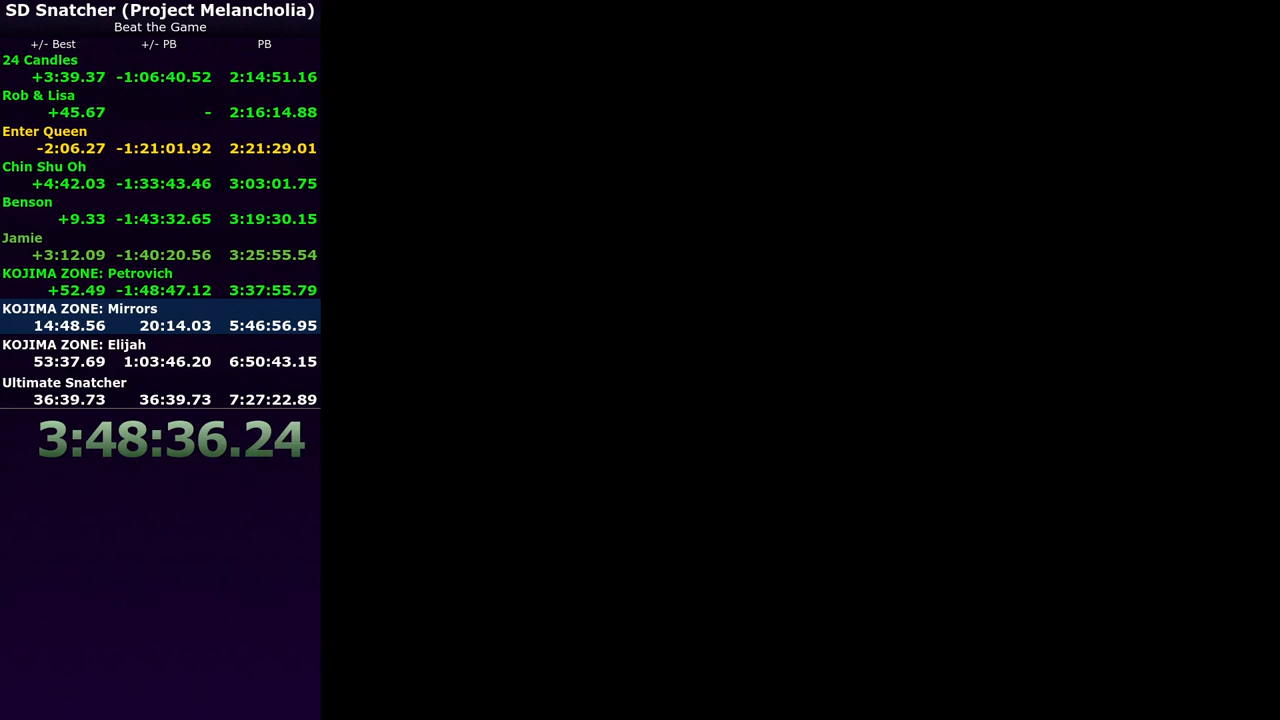 SD Snatcher (Project Melancholia)
Beat the Game
+/- Best +/- PB PB
24 Candles
+3:39.37 -1:06:40.52 2:14:51.16
Rob & Lisa
+45.67 - 2:16:14.88
Enter Queen
-2:06.27 -1:21:01.92 2:21:29.01
Chin Shu Oh
+4:42.03 -1:33:43.46 3:03:01.75
Benson
+9.33 -1:43:32.65 3:19:30.15
Jamie
+3:12.09 -1:40:20.56 3:25:55.54
KOJIMA ZONE: Petrovich
+52.49 -1:48:47.12 3:37:55.79
KOJIMA ZONE: Mirrors
14:48.56 20:14.03 5:46:56.95
KOJIMA ZONE: Elijah
53:37.69 1:03:46.20 6:50:43.15
Ultimate Snatcher
36:39.73 36:39.73 7:27:22.89
3:48:36.24